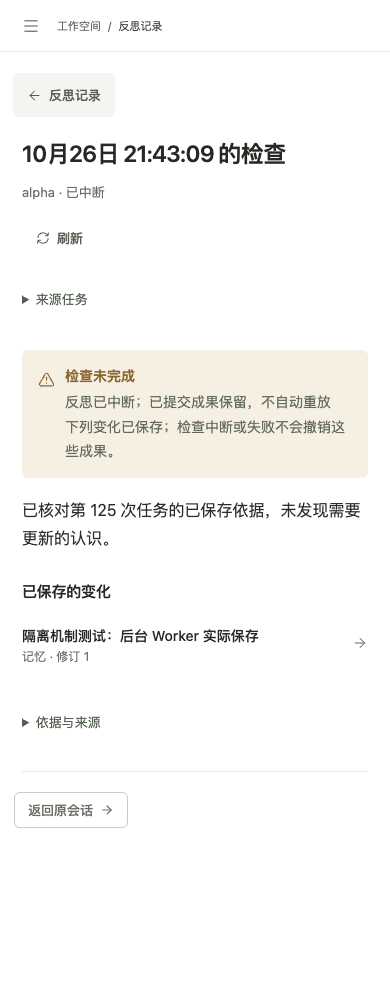 工作空间 / 反思记录
反思记录
10月26日 21:43:09 的检查
alpha · 已中断
刷新
来源任务
检查未完成
反思已中断；已提交成果保留，不自动重放
下列变化已保存；检查中断或失败不会撤销这
些成果。
已核对第 125 次任务的已保存依据，未发现需要
更新的认识。
已保存的变化
隔离机制测试：后台 Worker 实际保存
记忆 · 修订 1
依据与来源
返回原会话